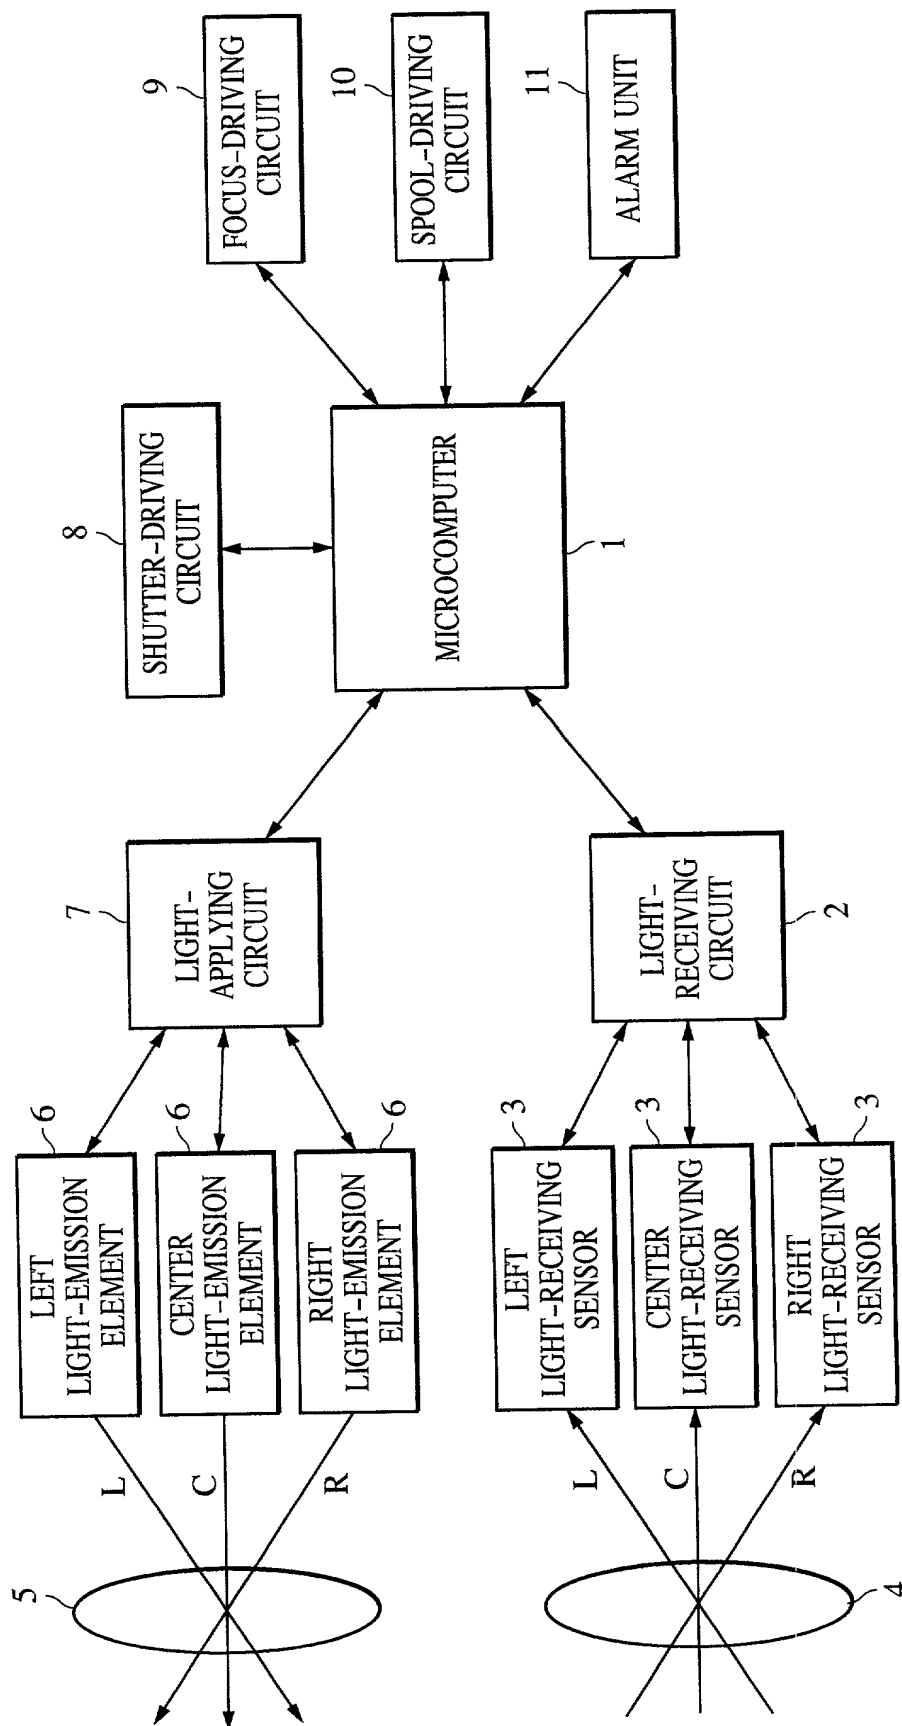 5
L
C
R
LEFT
LIGHT-EMISSION
ELEMENT
6
CENTER
LIGHT-EMISSION
ELEMENT
6
RIGHT
LIGHT-EMISSION
ELEMENT
6
7
LIGHT-
APPLYING
CIRCUIT
8
SHUTTER-DRIVING
CIRCUIT
9
FOCUS-DRIVING
CIRCUIT
10
SPOOL-DRIVING
CIRCUIT
11
ALARM UNIT
MICROCOMPUTER
1
4
L
C
R
LEFT
LIGHT-RECEIVING
SENSOR
3
CENTER
LIGHT-RECEIVING
SENSOR
3
RIGHT
LIGHT-RECEIVING
SENSOR
3
LIGHT-
RECEIVING
CIRCUIT
2